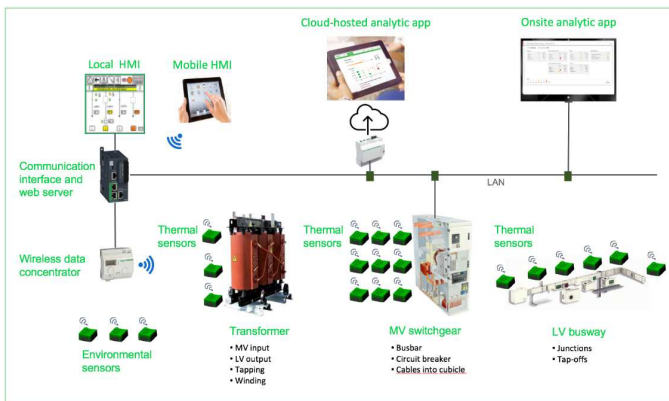 Cloud-hosted analytic app
Onsite analytic app
Local HMI
Mobile HMI
Communication
interface and
web server
LAN
Thermal
sensors
Thermal
sensors
Thermal
sensors
Wireless data
concentrator
Environmental
sensors
Transformer
• MV input
• LV output
• Tapping
• Winding
MV switchgear
• Busbar
• Circuit breaker
• Cables into cubicle
LV busway
• Junctions
• Tap-offs